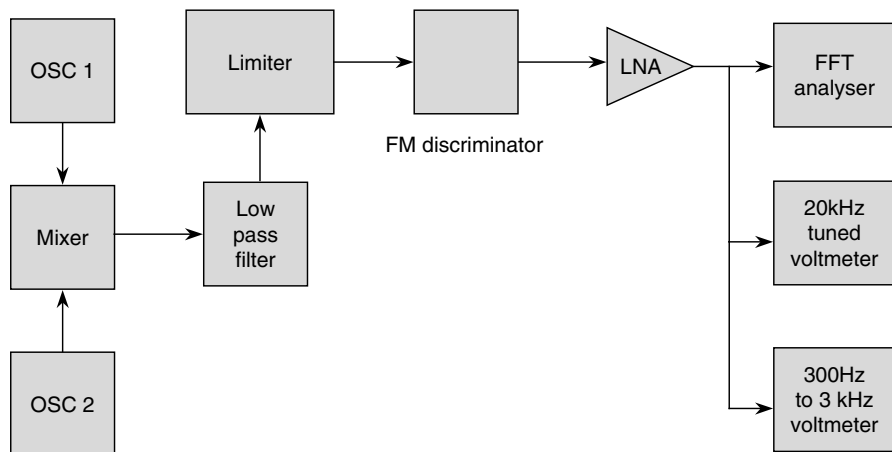 OSC 1
Limiter
FM discriminator
LNA
FFT
analyser
Mixer
Low
pass
filter
20kHz
tuned
voltmeter
OSC 2
300Hz
to 3 kHz
voltmeter